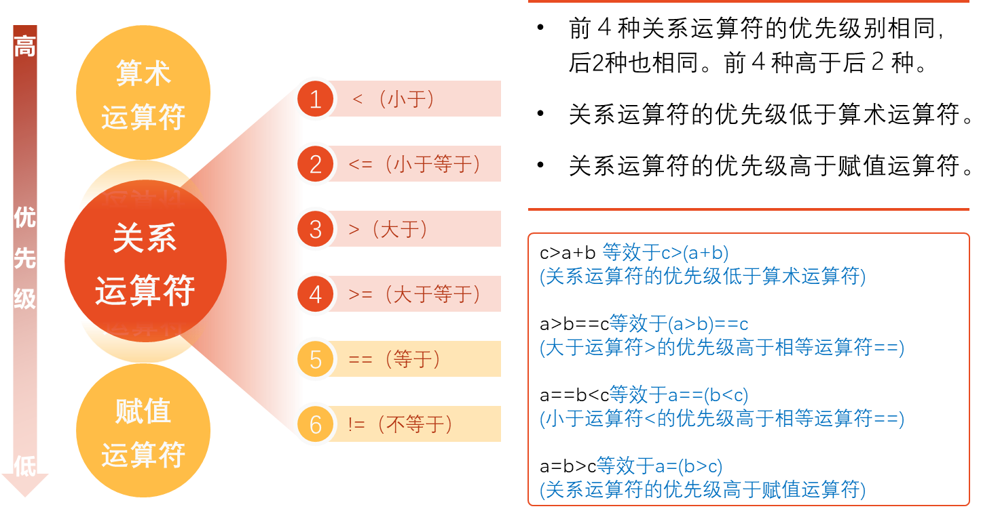 高
优
先
级
低
算术
运算符
关系
运算符
赋值
运算符
1 < （小于）
2 <=（小于等于）
3 >（大于）
4 >=（大于等于）
5 ==（等于）
6 !=（不等于）
• 前４种关系运算符的优先级别相同，
后2种也相同。前４种高于后２种。
• 关系运算符的优先级低于算术运算符。
• 关系运算符的优先级高于赋值运算符。
c>a+b 等效于c>(a+b)
(关系运算符的优先级低于算术运算符)
a>b==c等效于(a>b)==c
(大于运算符>的优先级高于相等运算符==)
a==b<c等效于a==(b<c)
(小于运算符<的优先级高于相等运算符==)
a=b>c等效于a=(b>c)
(关系运算符的优先级高于赋值运算符)